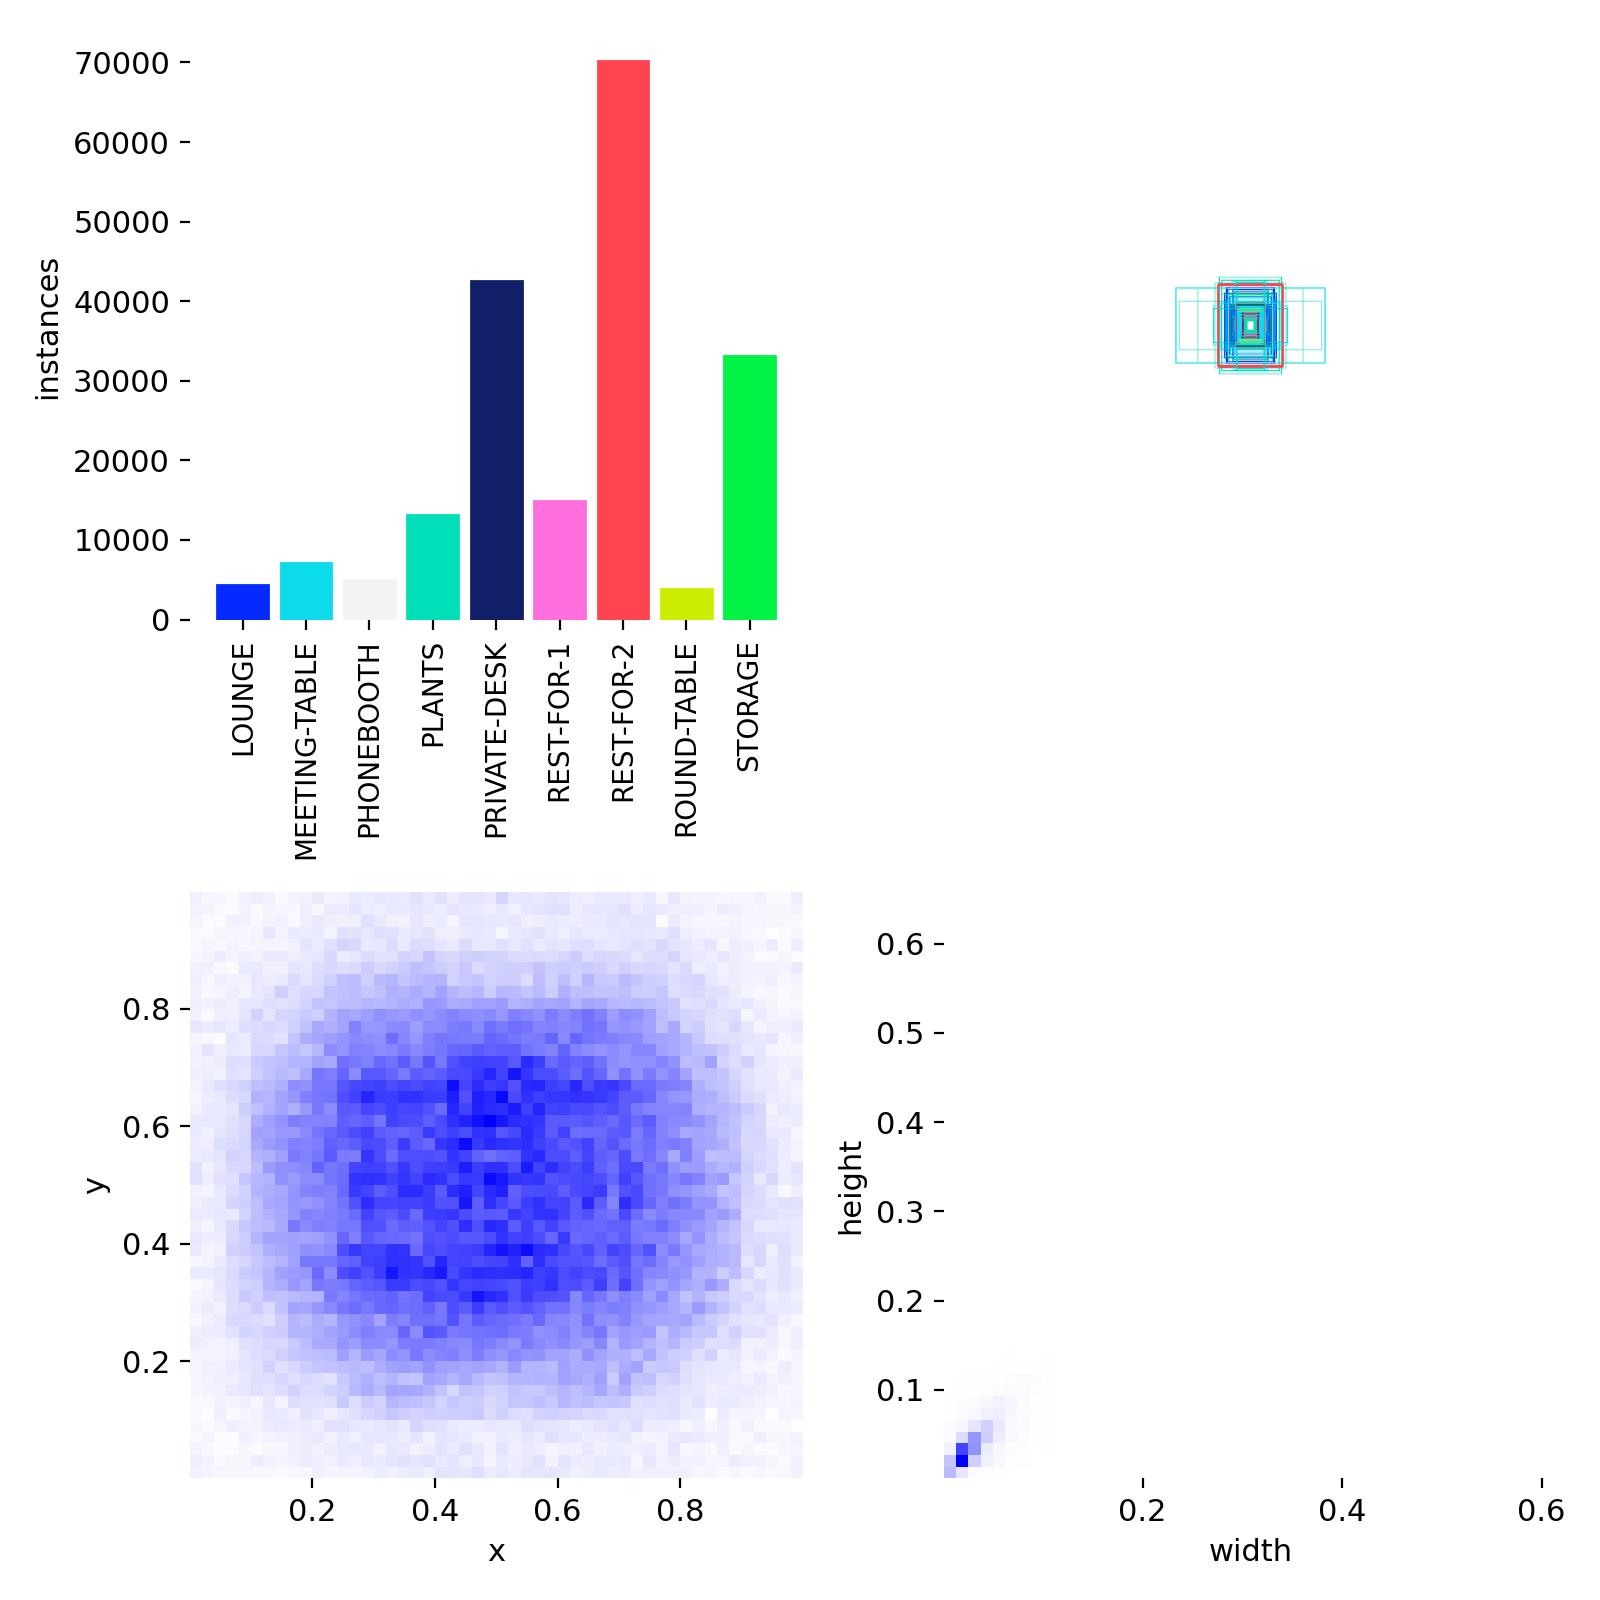 70000
60000
50000
40000
30000
20000
10000
0
instances
LOUNGE
MEETING-TABLE
PHONEBOOTH
PLANTS
PRIVATE-DESK
REST-FOR-1
REST-FOR-2
ROUND-TABLE
STORAGE
0.8
0.6
0.4
0.2
y
0.2 0.4 0.6 0.8
x
0.6
0.5
0.4
0.3
0.2
0.1
height
0.2 0.4 0.6
width